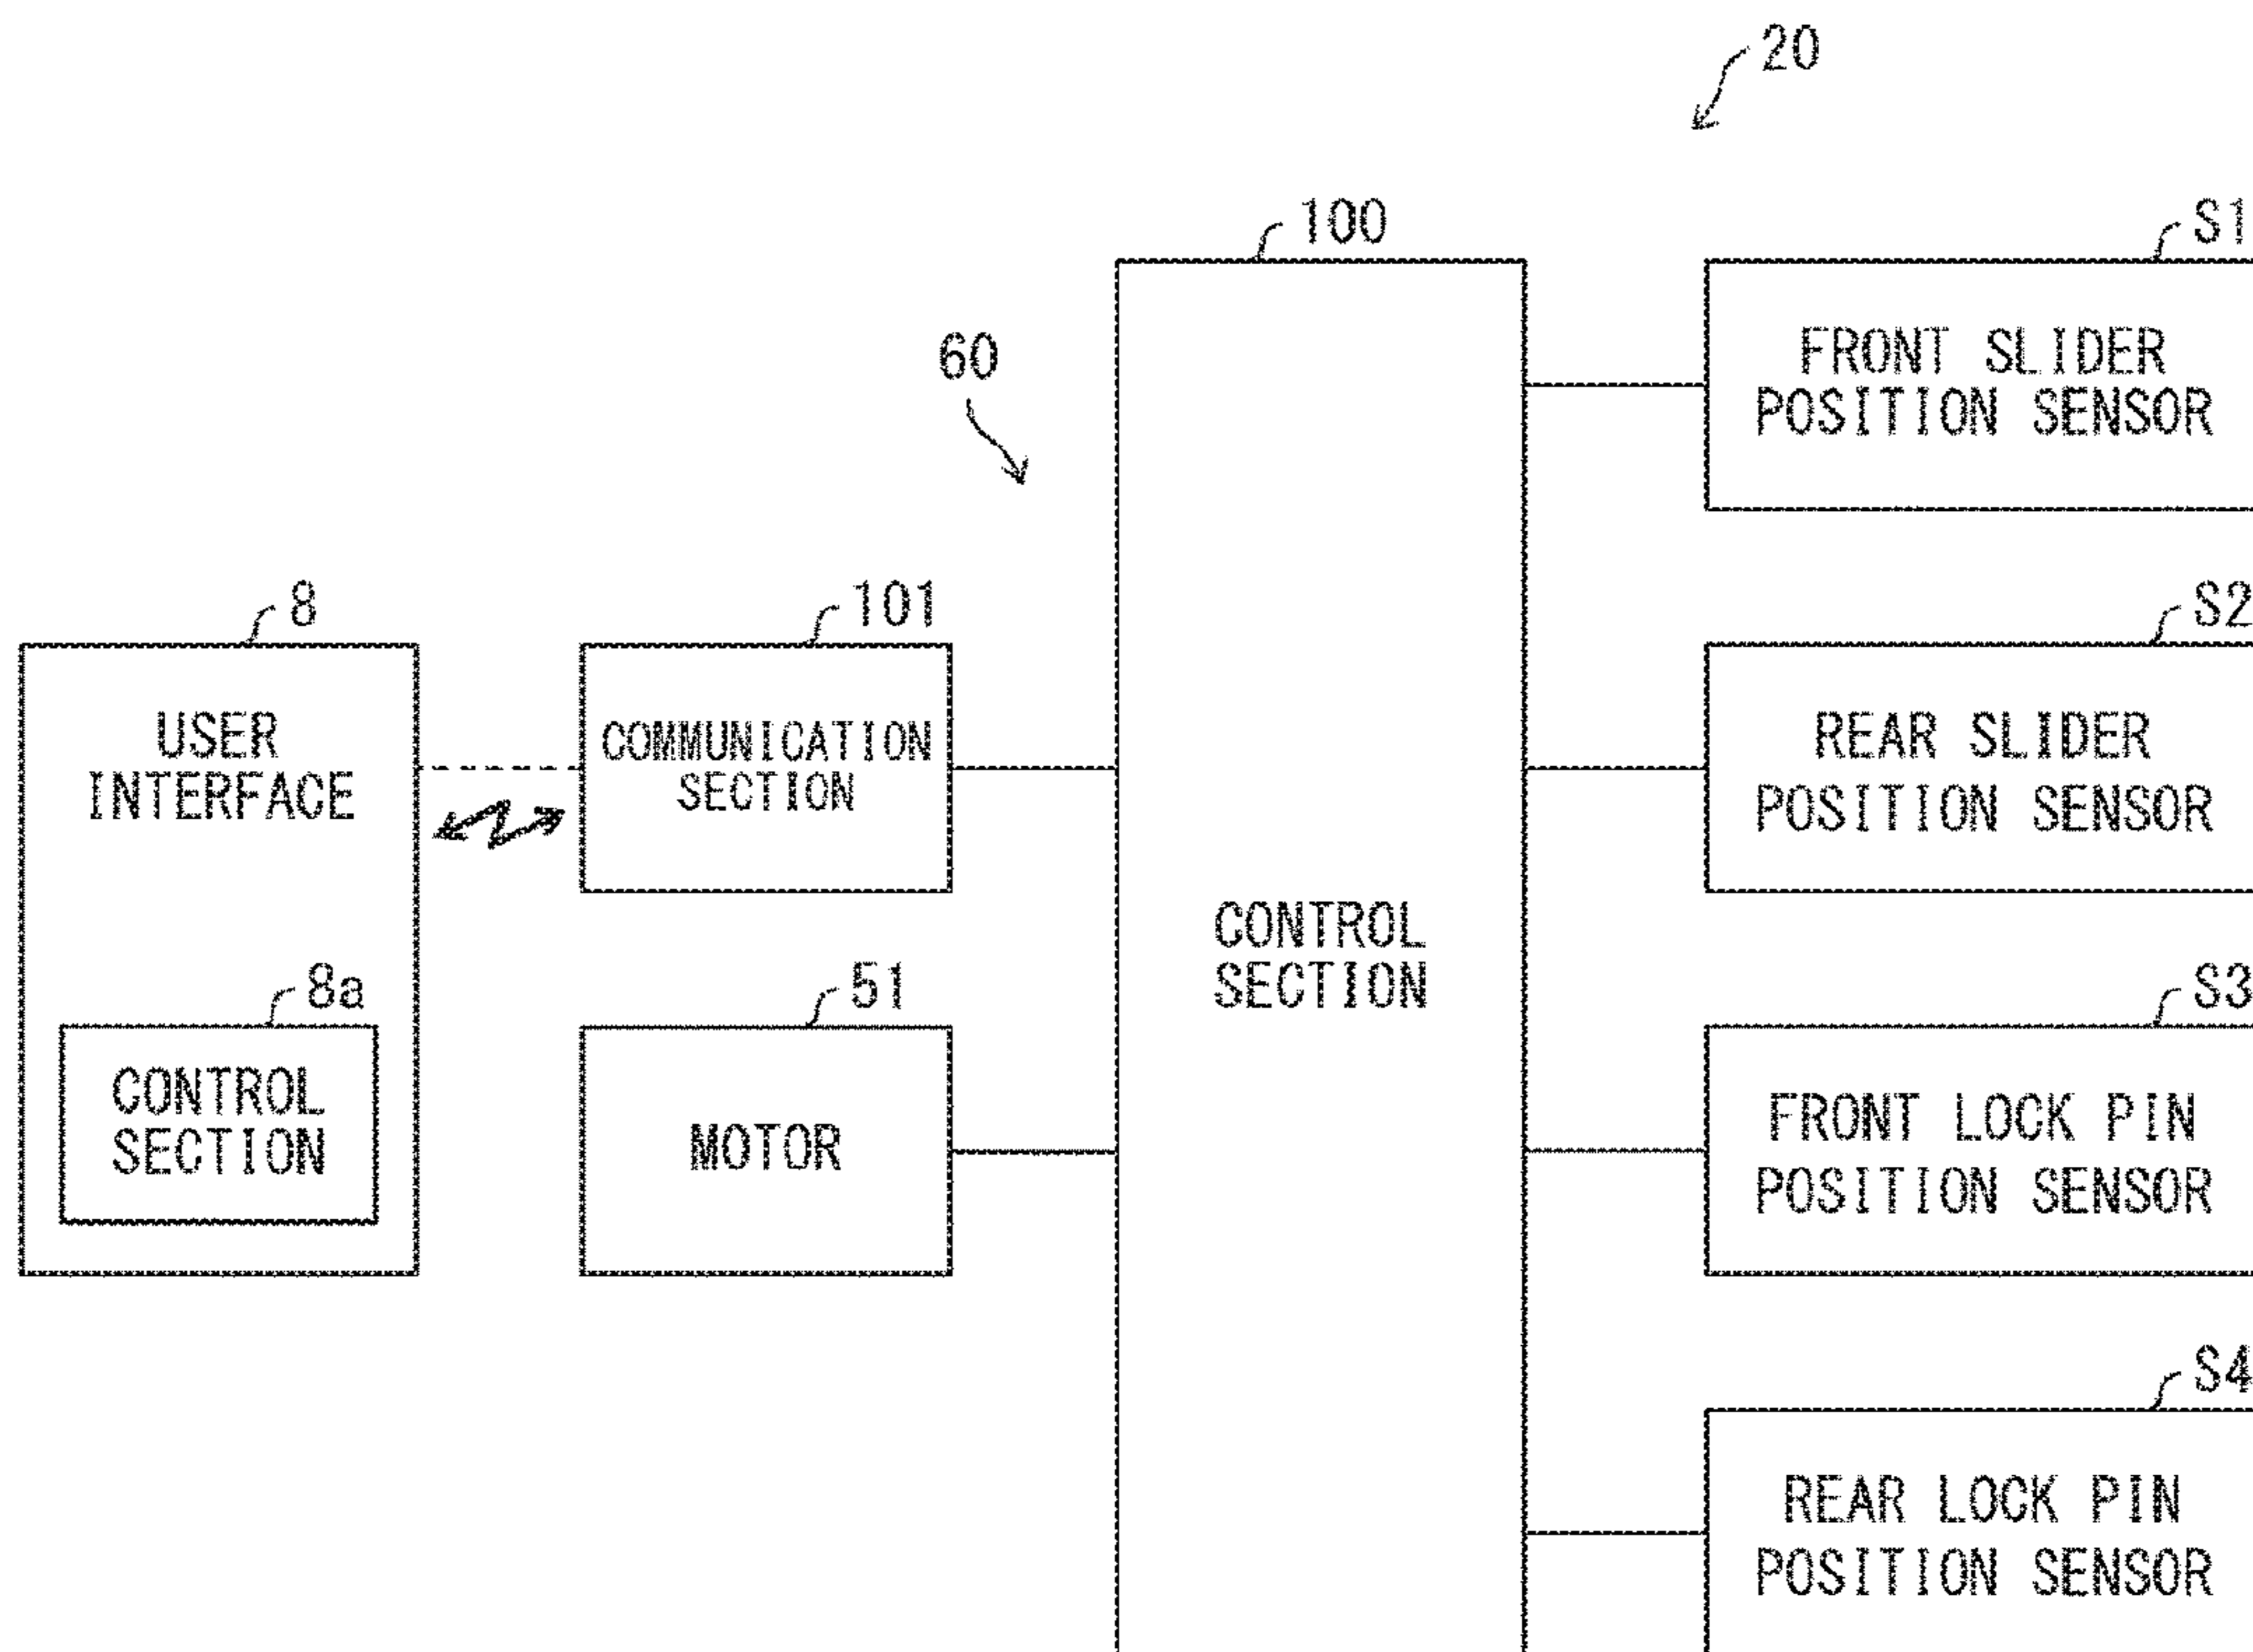 20
100
S1
60
FRONT SLIDER
POSITION SENSOR
8
101
S2
USER
INTERFACE
COMMUNICATION
SECTION
REAR SLIDER
POSITION SENSOR
CONTROL
SECTION
8a
51
S3
CONTROL
SECTION
MOTOR
FRONT LOCK PIN
POSITION SENSOR
S4
REAR LOCK PIN
POSITION SENSOR